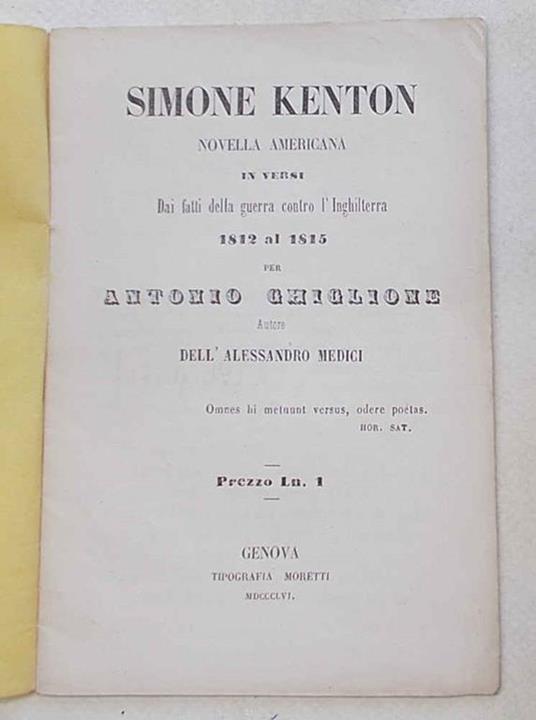 SIMONE KENTON
NOVELLA AMERICANA
IN VERSI
Dai fatti della guerra contro l'Inghilterra
1812 al 1815
PER
ANTONIO GHIGLIONE
Autore
DELL'ALESSANDRO MEDICI
Omnes hi metuunt versus, odere poëtas.
HOR. SAT.
Prezzo Ln. 1
GENOVA
TIPOGRAFIA MORETTI
MDCCCLVI.